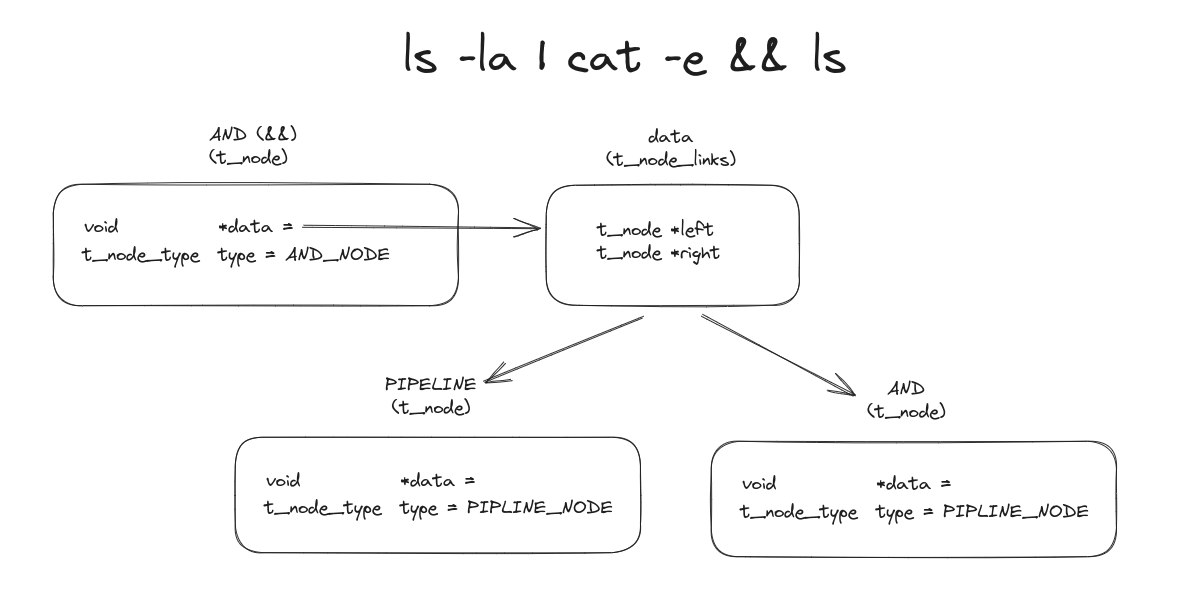 ls -la | cat -e && ls
AND (&&)
(t_node)
void *data =
t_node_type type = AND_NODE
data
(t_node_links)
t_node *left
t_node *right
PIPELINE
(t_node)
void *data =
t_node_type type = PIPLINE_NODE
AND
(t_node)
void *data =
t_node_type type = PIPLINE_NODE